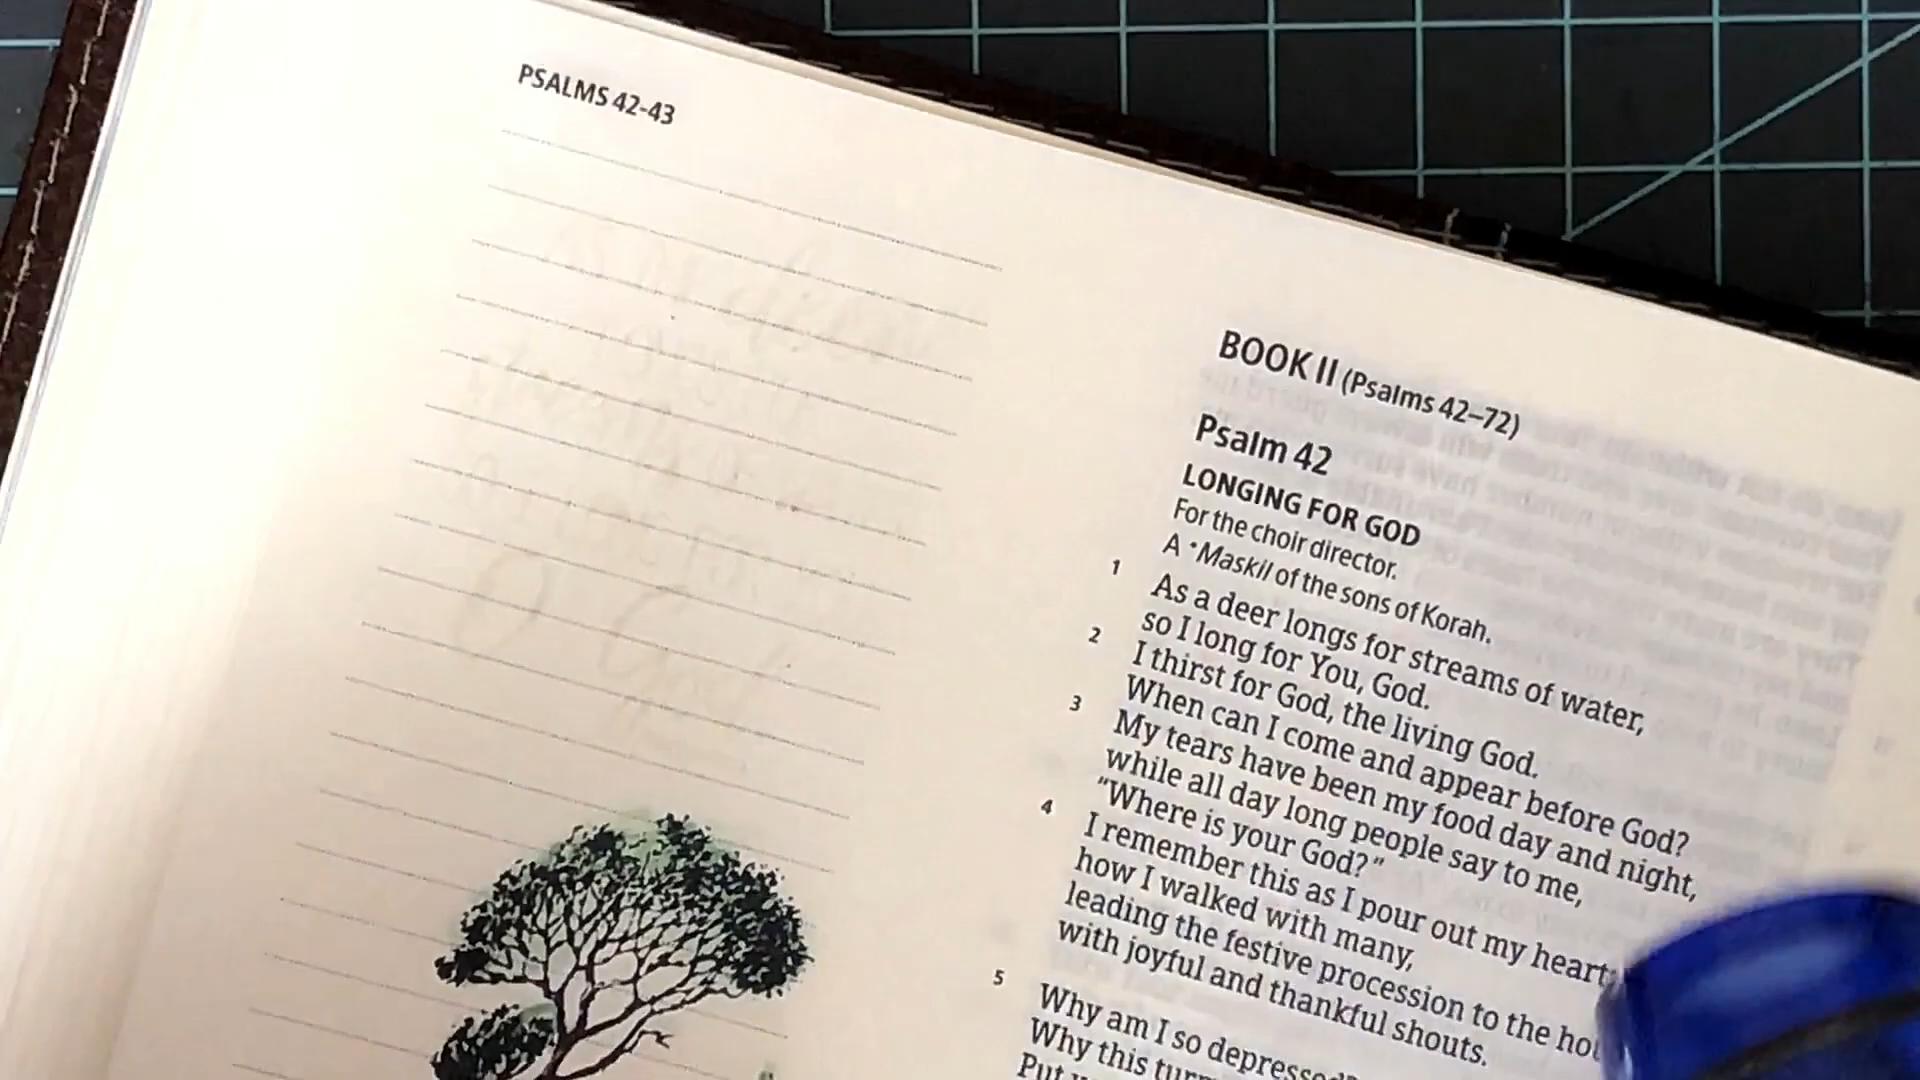 PSALMS 42-43
BOOK II (Psalms 42–72)
Psalm 42
LONGING FOR GOD
For the choir director.
A *Maskil of the sons of Korah.
1 As a deer longs for streams of water,
so I long for You, God.
2 I thirst for God, the living God.
When can I come and appear before God?
3 My tears have been my food day and night,
while all day long people say to me,
“Where is your God?”
4 I remember this as I pour out my heart:
how I walked with many,
leading the festive procession to the
with joyful and thankful shouts.
5 Why am I so depressed?
Why this
Put